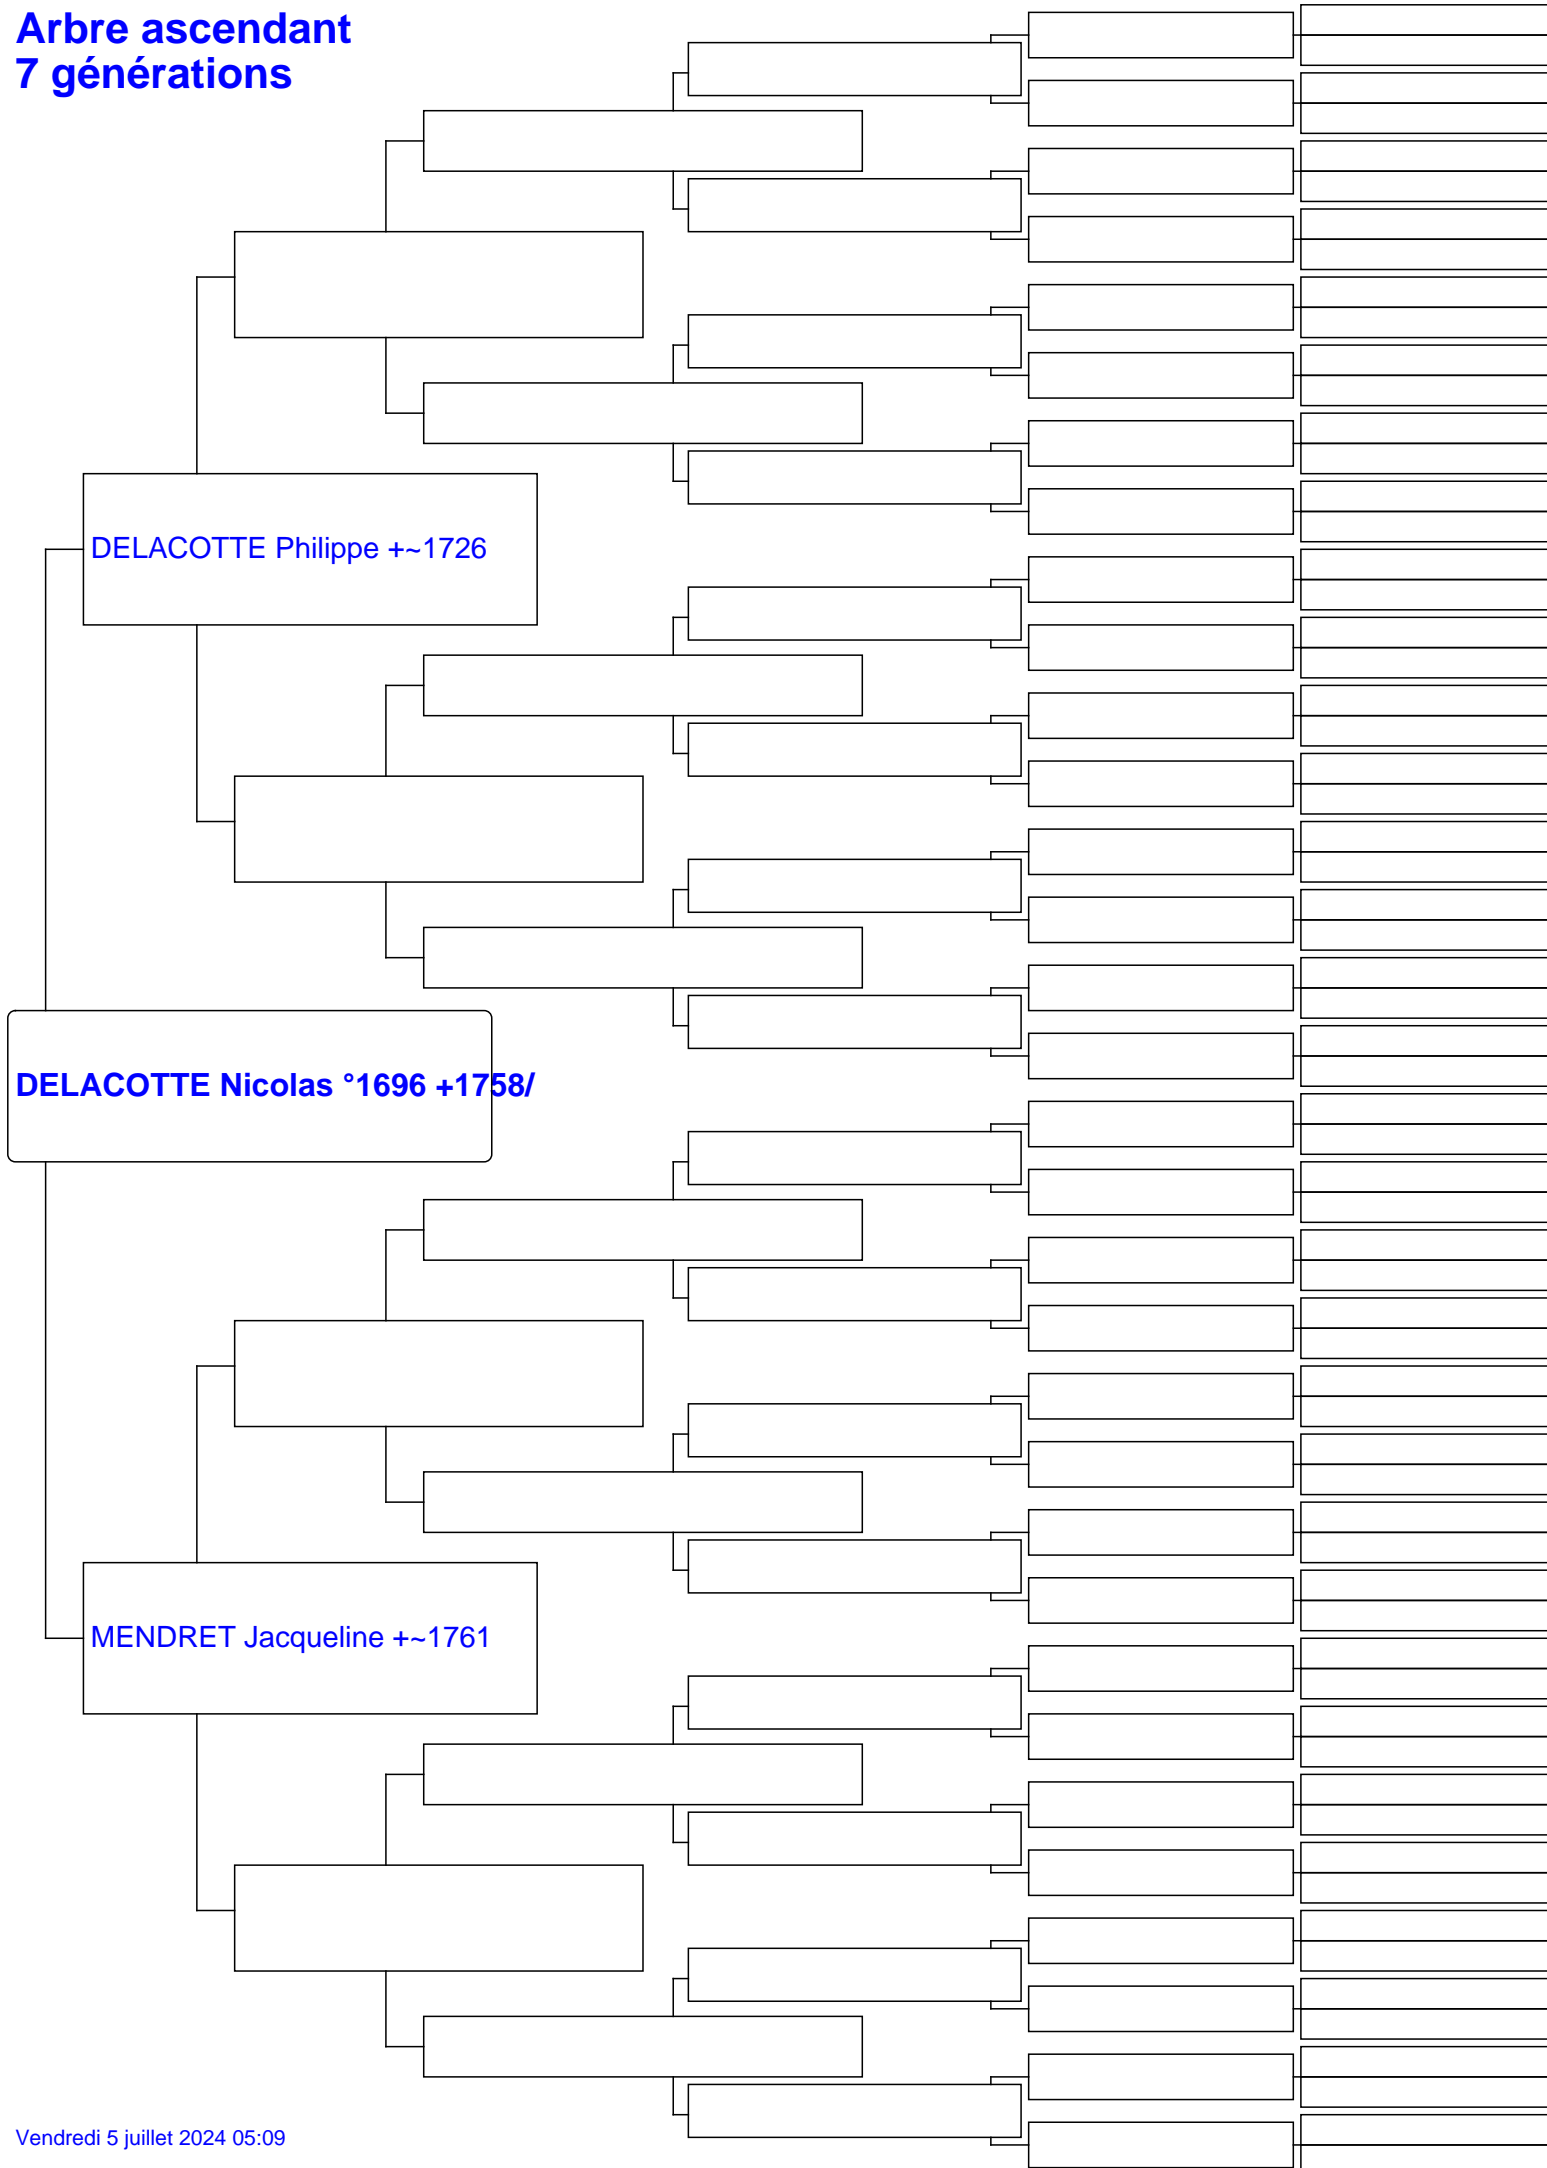 Arbre ascendant
7 générations
DELACOTTE Philippe +~1726
DELACOTTE Nicolas °1696 +1758/
MENDRET Jacqueline +~1761
Vendredi 5 juillet 2024 05:09